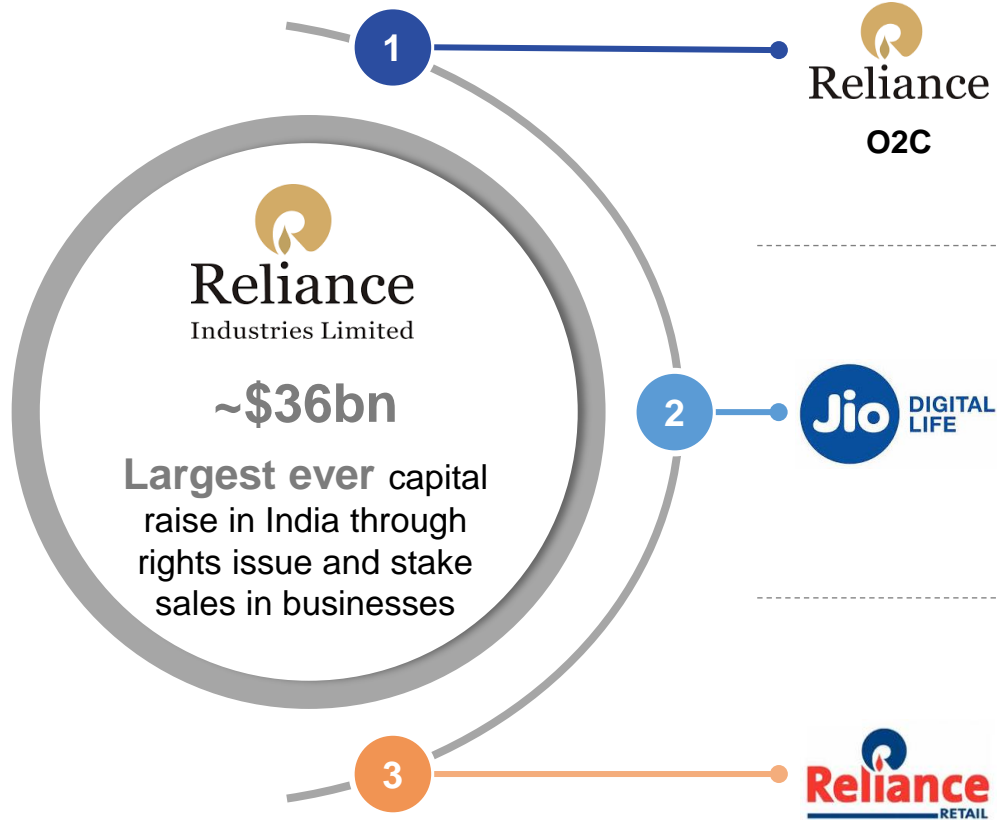 1
Reliance
O2C
Reliance
Industries Limited
~$36bn
Largest ever capital
raise in India through
rights issue and stake
sales in businesses
2
Jio
DIGITAL
LIFE
3
Reliance
RETAIL